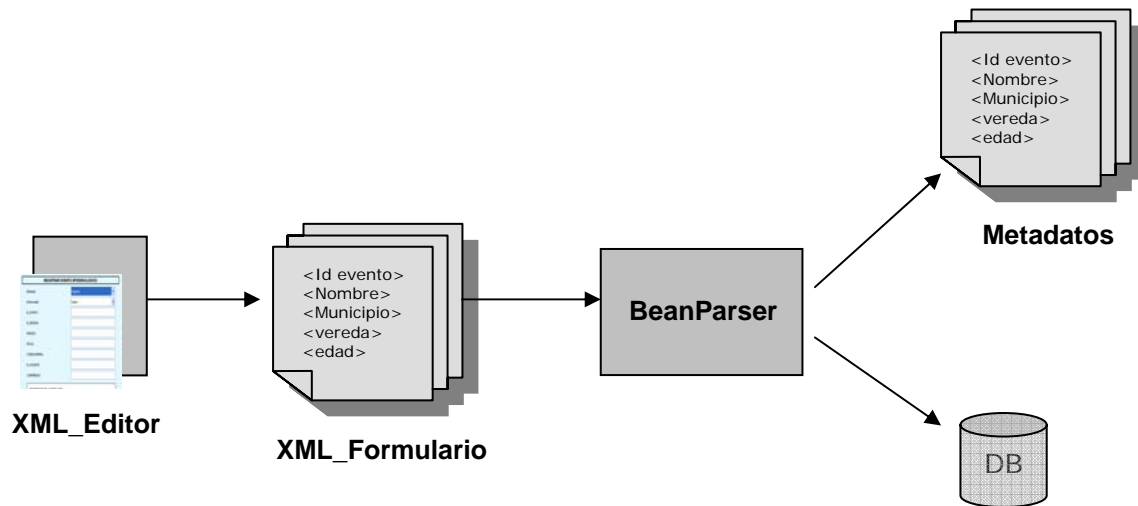 <Id evento>
<Nombre>
<Municipio>
<vereda>
<edad>
Metadatos
<Id evento>
<Nombre>
<Municipio>
<vereda>
<edad>
BeanParser
XML_Editor
XML_Formulario
DB